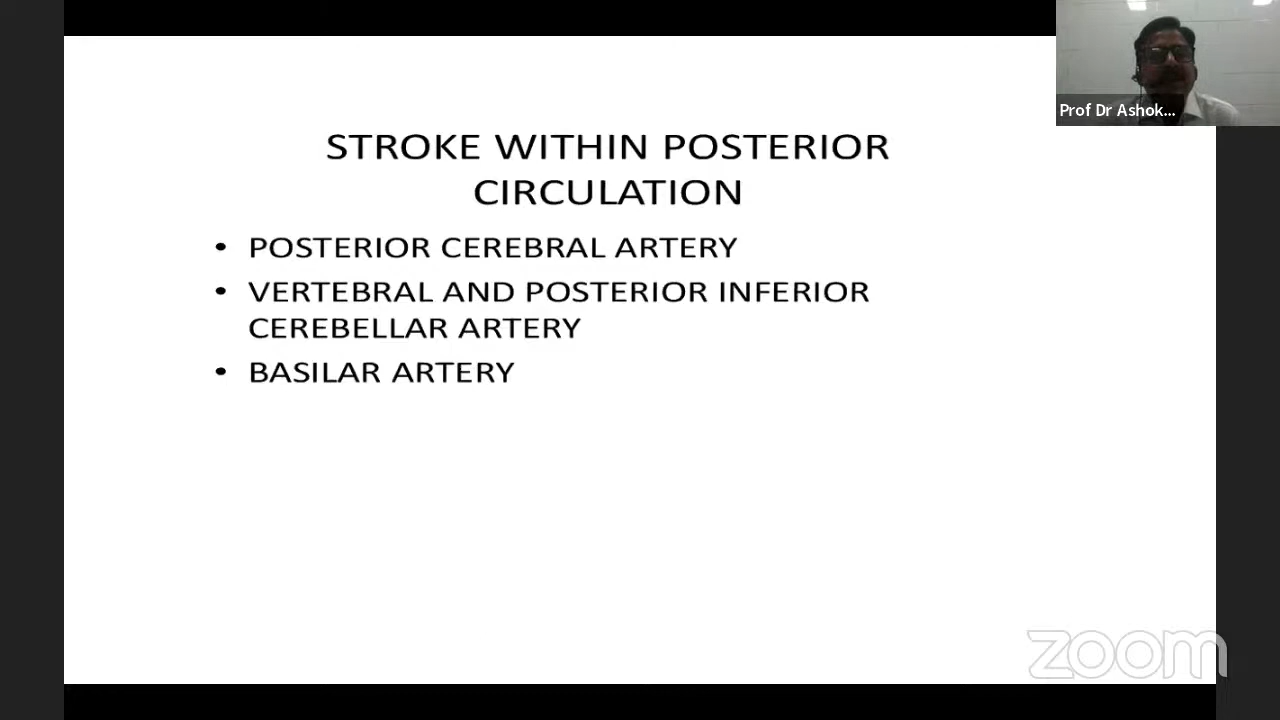 Prof Dr Ashok...
STROKE WITHIN POSTERIOR
CIRCULATION
• POSTERIOR CEREBRAL ARTERY
• VERTEBRAL AND POSTERIOR INFERIOR
CEREBELLAR ARTERY
• BASILAR ARTERY
zoom